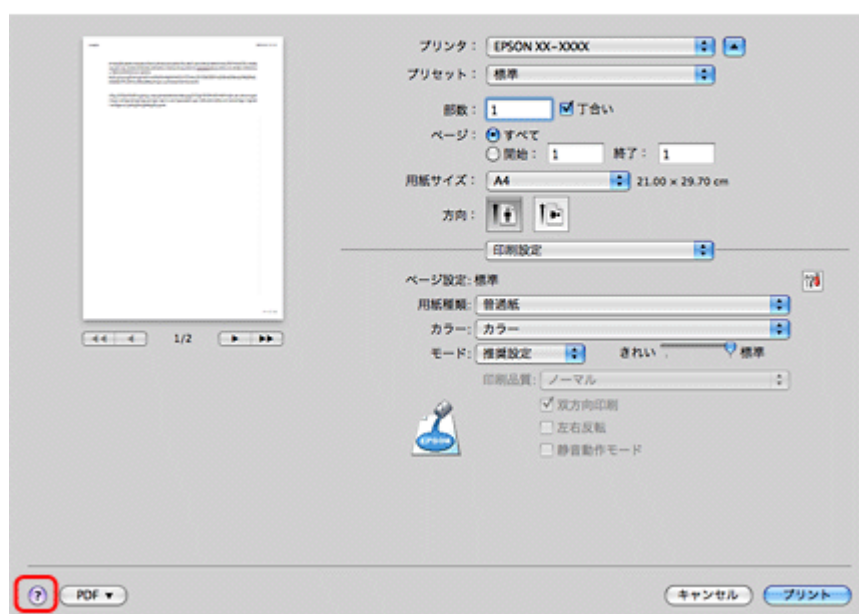 プリンタ： EPSON XX-XXXX
プリセット： 標準
部数： 1 丁合い
ページ： すべて
開始： 1 終了： 1
用紙サイズ： A4 21.00 x 29.70 cm
方向：
印刷設定
ページ設定: 標準
用紙種類: 普通紙
カラー: カラー
モード: 推奨設定 きれい 標準
印刷品質: ノーマル
双方向印刷
左右反転
静音動作モード
EPSON
1/2
? PDF キャンセル プリント